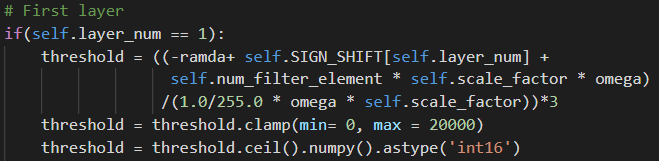 # First layer
if(self.layer_num == 1):
threshold = ((-ramda+ self.SIGN_SHIFT[self.layer_num] +
self.num_filter_element * self.scale_factor * omega)
/(1.0/255.0 * omega * self.scale_factor))*3
threshold = threshold.clamp(min= 0, max = 20000)
threshold = threshold.ceil().numpy().astype('int16')